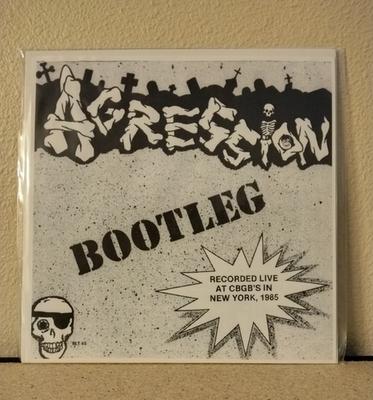 AGRESSION
BOOTLEG
RECORDED LIVE
AT CBGB'S IN
NEW YORK, 1985